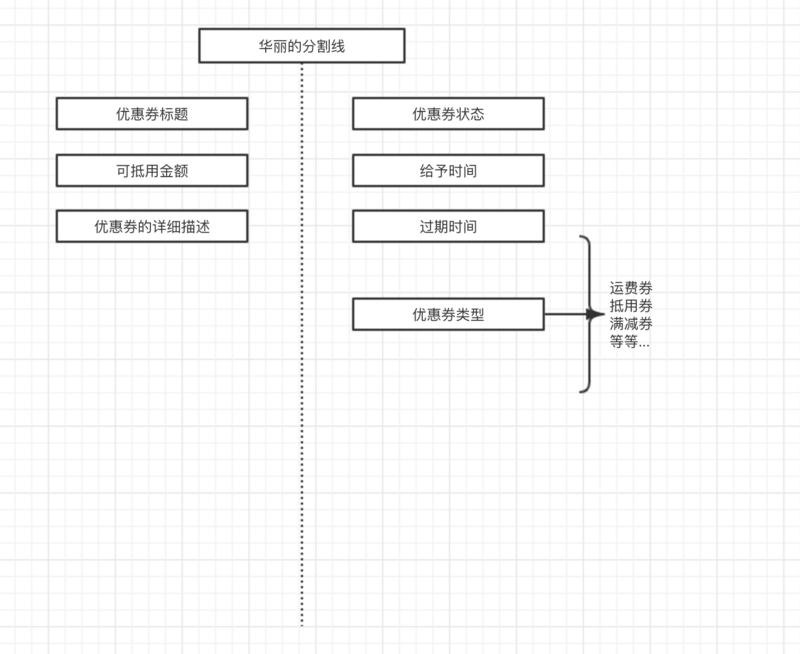 华丽的分割线
优惠券标题
可抵用金额
优惠券的详细描述
优惠券状态
给予时间
过期时间
优惠券类型
运费券
抵用券
满减券
等等...